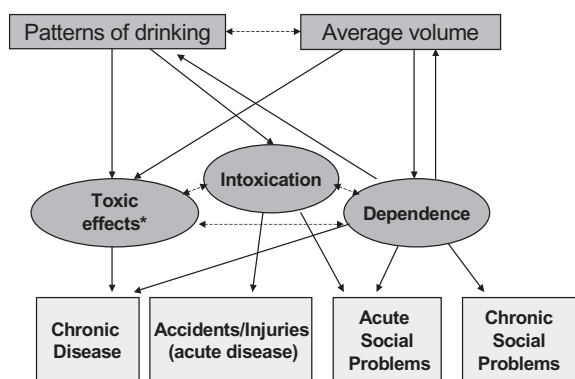 Patterns of drinking
Average volume
Intoxication
Toxic
effects*
Dependence
Chronic
Disease
Accidents/Injuries
(acute disease)
Acute
Social
Problems
Chronic
Social
Problems